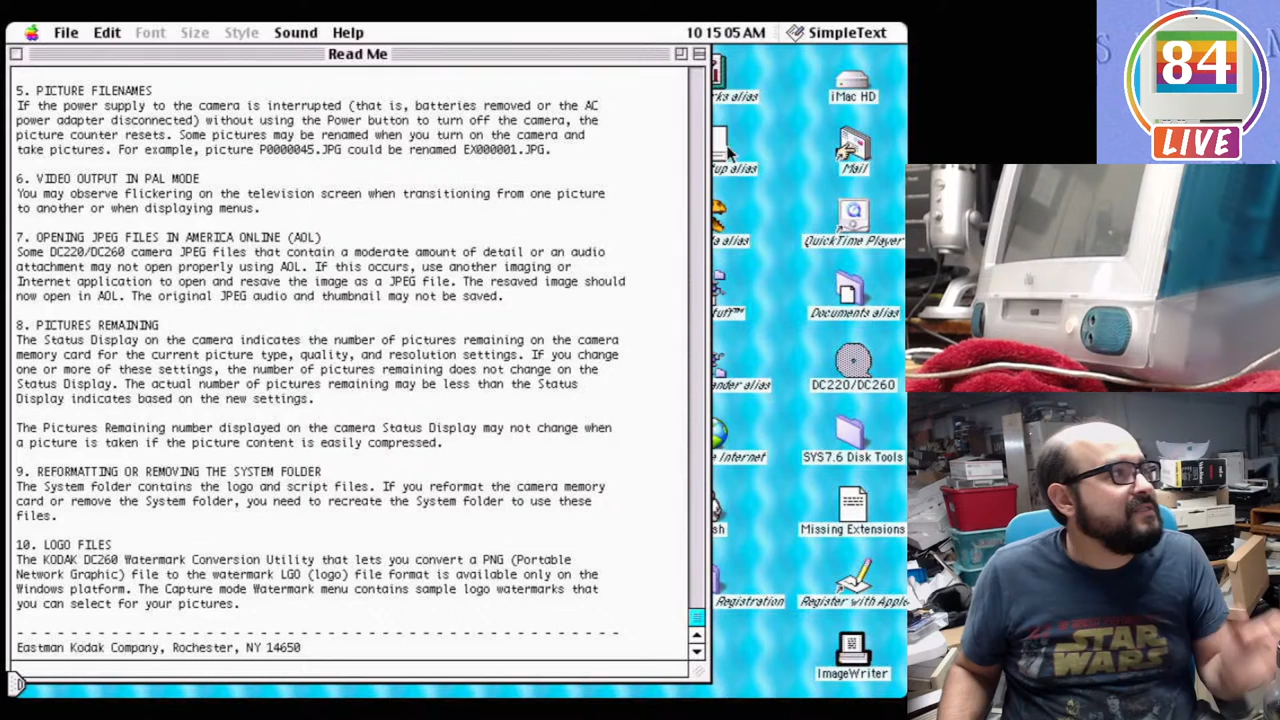 File Edit Font Size Style Sound Help 10 15 05 AM SimpleText
Read Me
5. PICTURE FILENAMES
If the power supply to the camera is interrupted (that is, batteries removed or the AC
power adapter disconnected) without using the Power button to turn off the camera, the
picture counter resets. Some pictures may be renamed when you turn on the camera and
take pictures. For example, picture P0000045.JPG could be renamed EX000001.JPG.
6. VIDEO OUTPUT IN PAL MODE
You may observe flickering on the television screen when transitioning from one picture
to another or when displaying menus.
7. OPENING JPEG FILES IN AMERICA ONLINE (AOL)
Some DC220/DC260 camera JPEG files that contain a moderate amount of detail or an audio
attachment may not open properly using AOL. If this occurs, use another imaging or
Internet application to open and resave the image as a JPEG file. The resaved image should
now open in AOL. The original JPEG audio and thumbnail may not be saved.
8. PICTURES REMAINING
The Status Display on the camera indicates the number of pictures remaining on the camera
memory card for the current picture type, quality, and resolution settings. If you change
one or more of these settings, the number of pictures remaining does not change on the
Status Display. The actual number of pictures remaining may be less than the Status
Display indicates based on the new settings.
The Pictures Remaining number displayed on the camera Status Display may not change when
a picture is taken if the picture content is easily compressed.
9. REFORMATTING OR REMOVING THE SYSTEM FOLDER
The System folder contains the logo and script files. If you reformat the camera memory
card or remove the System folder, you need to recreate the System folder to use these
files.
10. LOGO FILES
The KODAK DC260 Watermark Conversion Utility that lets you convert a PNG (Portable
Network Graphic) file to the watermark LGO (logo) file format is available only on the
Windows platform. The Capture mode Watermark menu contains sample logo watermarks that
you can select for your pictures.
- - - - - - - - - - - - - - - - - - - - - - - - - - - - - - - - - - - - - - - - - - - - -
Eastman Kodak Company, Rochester, NY 14650
alias
alias
alias
alias
Internet
Registration
iMac HD
Mail
QuickTime Player
Documents alias
DC220/DC260
SYS7.6 Disk Tools
Missing Extensions
Register with Apple
ImageWriter
84
LIVE
STAR
WARS